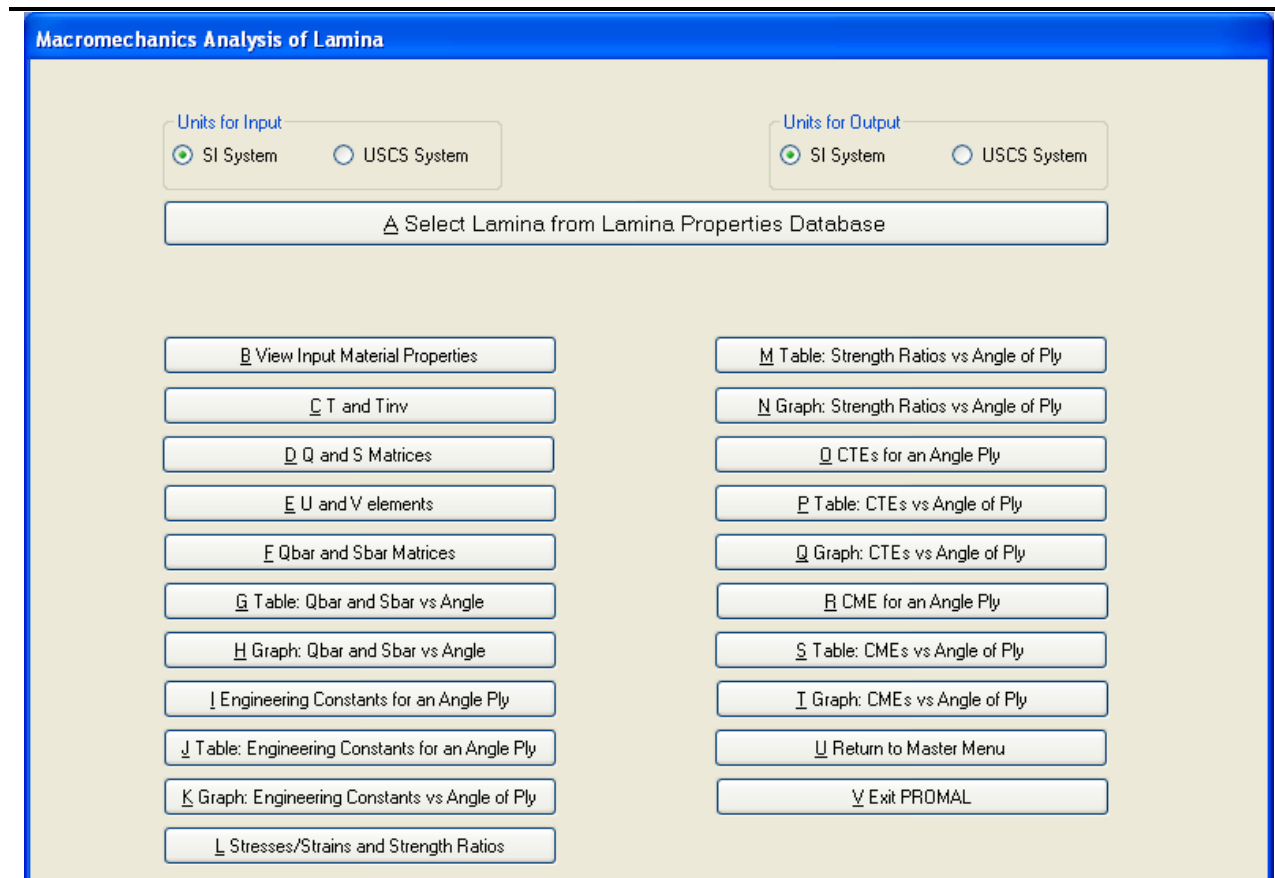 Macromechanics Analysis of Lamina
Units for Input
SI System
USCS System
Units for Output
SI System
USCS System
A Select Lamina from Lamina Properties Database
B View Input Material Properties
C T and Tinv
D Q and S Matrices
E U and V elements
F Qbar and Sbar Matrices
G Table: Qbar and Sbar vs Angle
H Graph: Qbar and Sbar vs Angle
I Engineering Constants for an Angle Ply
J Table: Engineering Constants for an Angle Ply
K Graph: Engineering Constants vs Angle of Ply
L Stresses/Strains and Strength Ratios
M Table: Strength Ratios vs Angle of Ply
N Graph: Strength Ratios vs Angle of Ply
O CTEs for an Angle Ply
P Table: CTEs vs Angle of Ply
Q Graph: CTEs vs Angle of Ply
R CME for an Angle Ply
S Table: CMEs vs Angle of Ply
T Graph: CMEs vs Angle of Ply
U Return to Master Menu
V Exit PROMAL